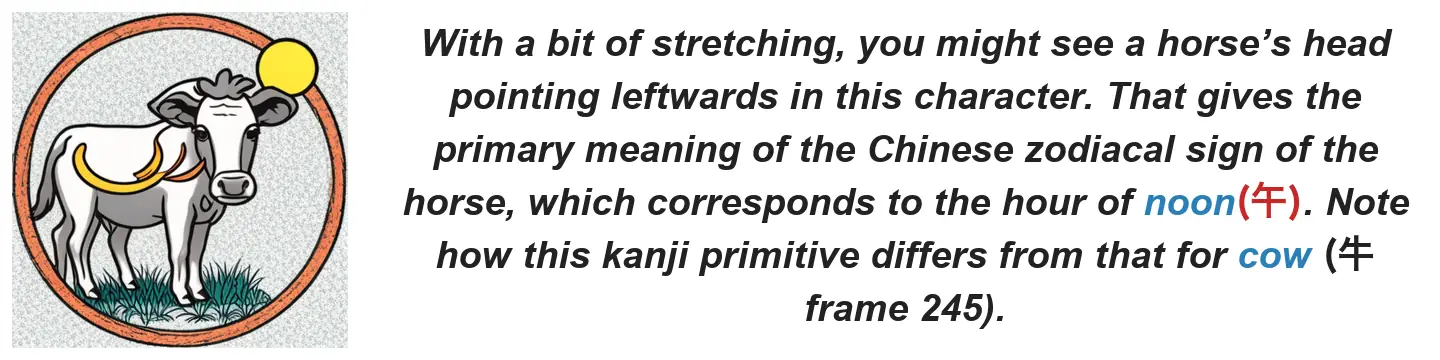 With a bit of stretching, you might see a horse’s head
pointing leftwards in this character. That gives the
primary meaning of the Chinese zodiacal sign of the
horse, which corresponds to the hour of noon(午). Note
how this kanji primitive differs from that for cow (牛
frame 245).